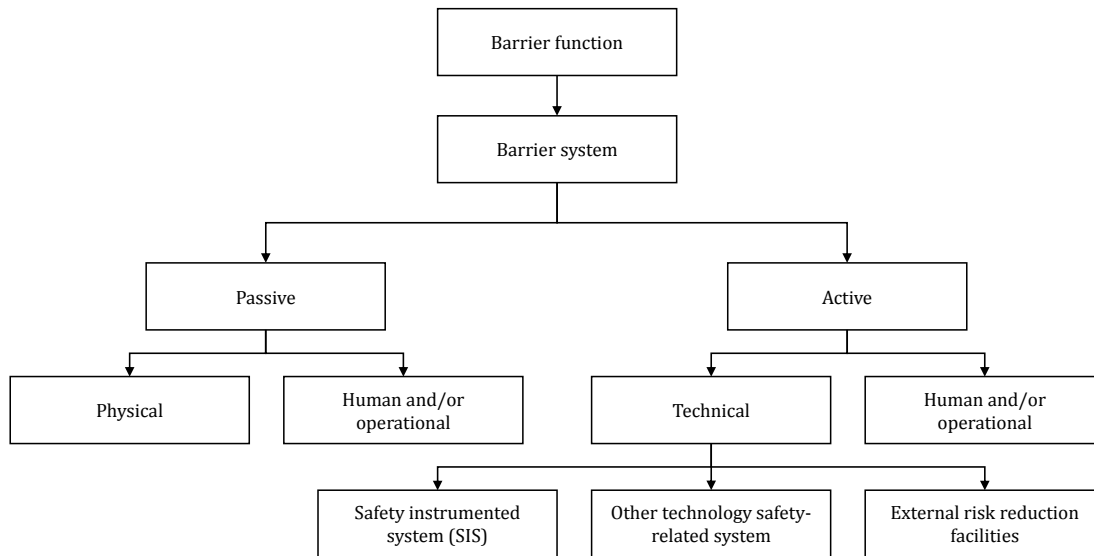 Barrier function
Barrier system
Passive
Active
Physical
Human and/or
operational
Technical
Human and/or
operational
Safety instrumented
system (SIS)
Other technology safety-
related system
External risk reduction
facilities